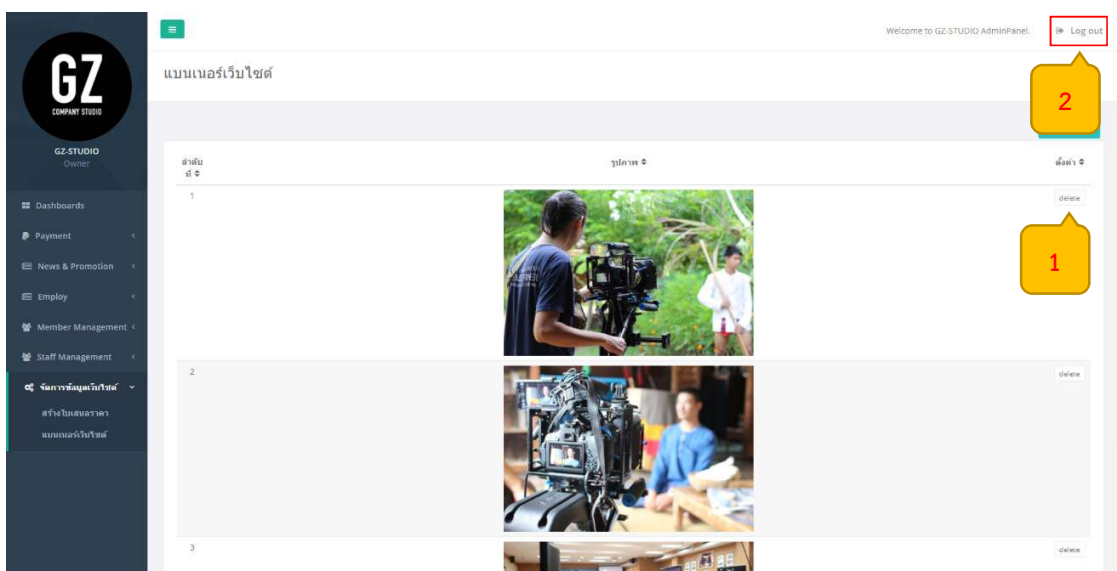 GZ
COMPANY STUDIO
GZ-STUDIO
Owner
Dashboards
Payment
News & Promotion
Employ
Member Management
Staff Management
จัดการข้อมูลเว็บไซต์
สร้างใบเสนอราคา
แบนเนอร์เว็บไซต์
Welcome to GZ-STUDIO AdminPanel.
Log out
แบนเนอร์เว็บไซต์
2
ลำดับ
ที่
รูปภาพ
ตั้งค่า
1
delete
1
2
delete
3
delete